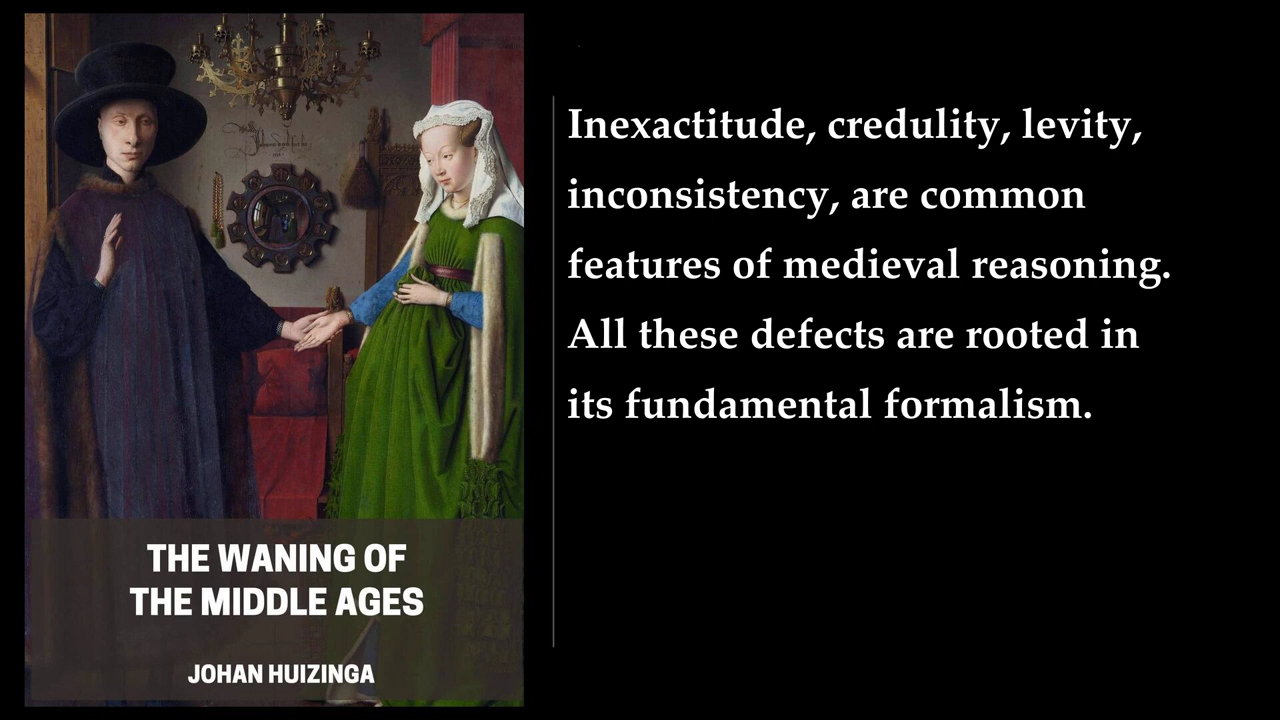 THE WANING OF
THE MIDDLE AGES
JOHAN HUIZINGA
Inexactitude, credulity, levity,
inconsistency, are common
features of medieval reasoning.
All these defects are rooted in
its fundamental formalism.